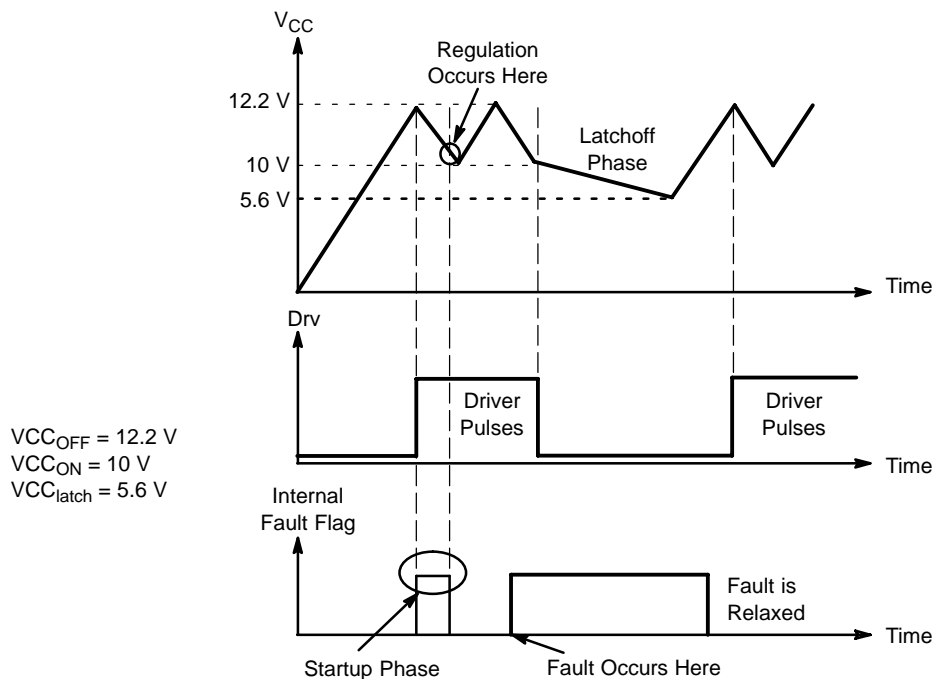 VCC
Regulation
Occurs Here
12.2 V
Latchoff
Phase
10 V
5.6 V
Time
Drv
Driver
Pulses
Driver
Pulses
VCCOFF = 12.2 V
VCCON = 10 V
VCClatch = 5.6 V
Time
Internal
Fault Flag
Fault is
Relaxed
Time
Startup Phase
Fault Occurs Here